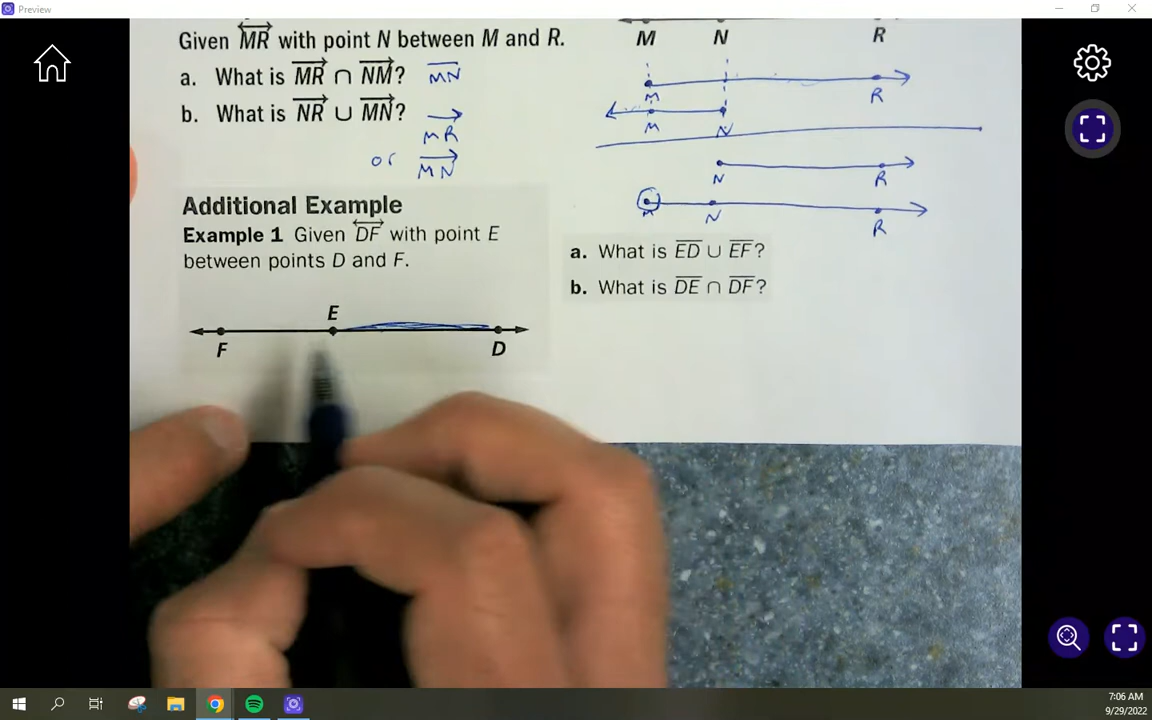 Preview
Given MR with point N between M and R.
a. What is MR ∩ NM? MN
b. What is NR ∪ MN?
MR
or MN
M N R
M R
M N
N R
M N R
Additional Example
Example 1 Given DF with point E
between points D and F.
E
F D
a. What is ED ∪ EF?
b. What is DE ∩ DF?
7:06 AM
9/29/2022